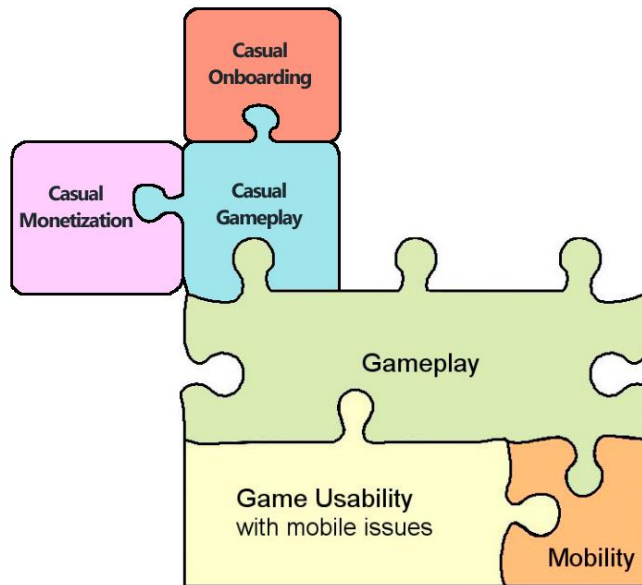 Casual
Onboarding
Casual
Monetization
Casual
Gameplay
Gameplay
Game Usability
with mobile issues
Mobility